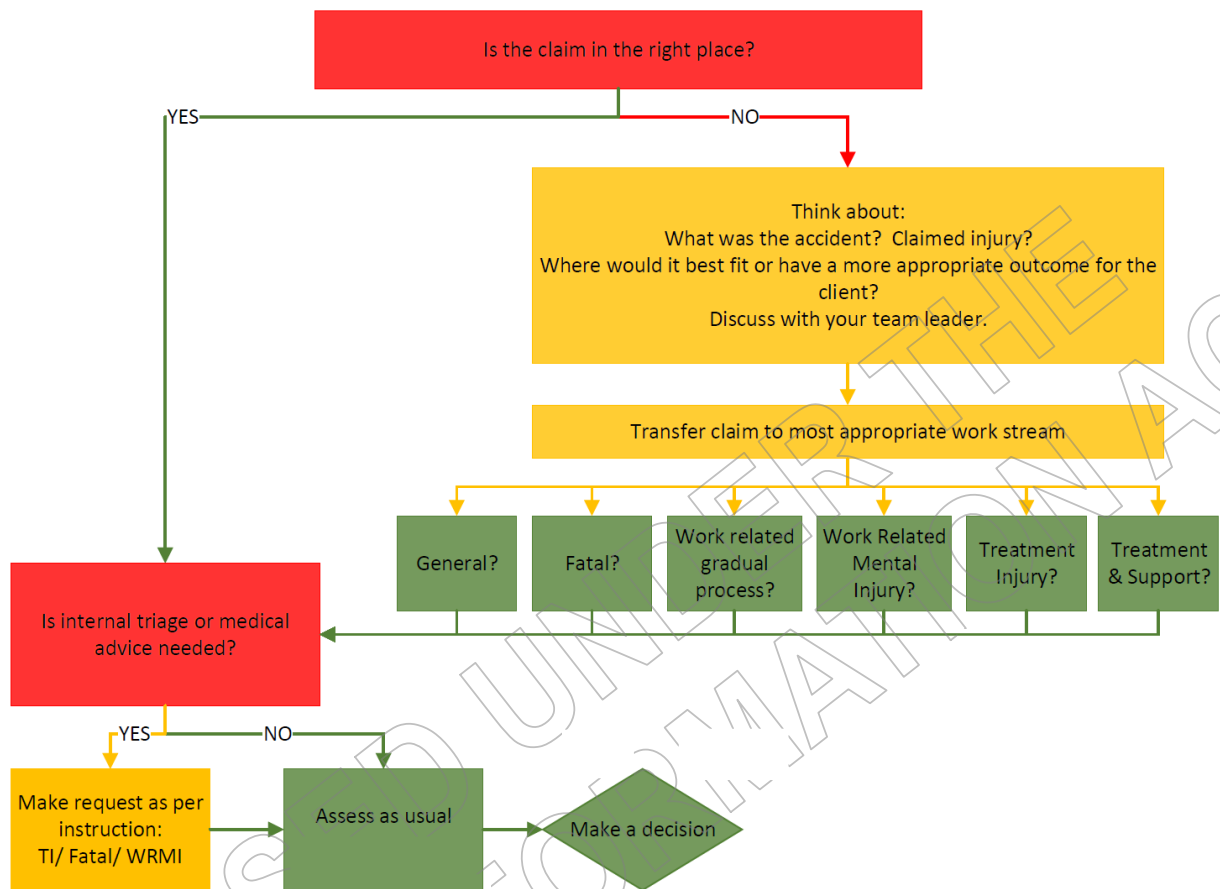 Is the claim in the right place?
YES
NO
Think about:
What was the accident?  Claimed injury?
Where would it best fit or have a more appropriate outcome for the
client?
Discuss with your team leader.
Transfer claim to most appropriate work stream
General?
Fatal?
Work related
gradual
process?
Work Related
Mental
Injury?
Treatment
Injury?
Treatment
& Support?
Is internal triage or medical
advice needed?
YES
NO
Make request as per
instruction:
TI/ Fatal/ WRMI
Assess as usual
Make a decision
UNDER THE